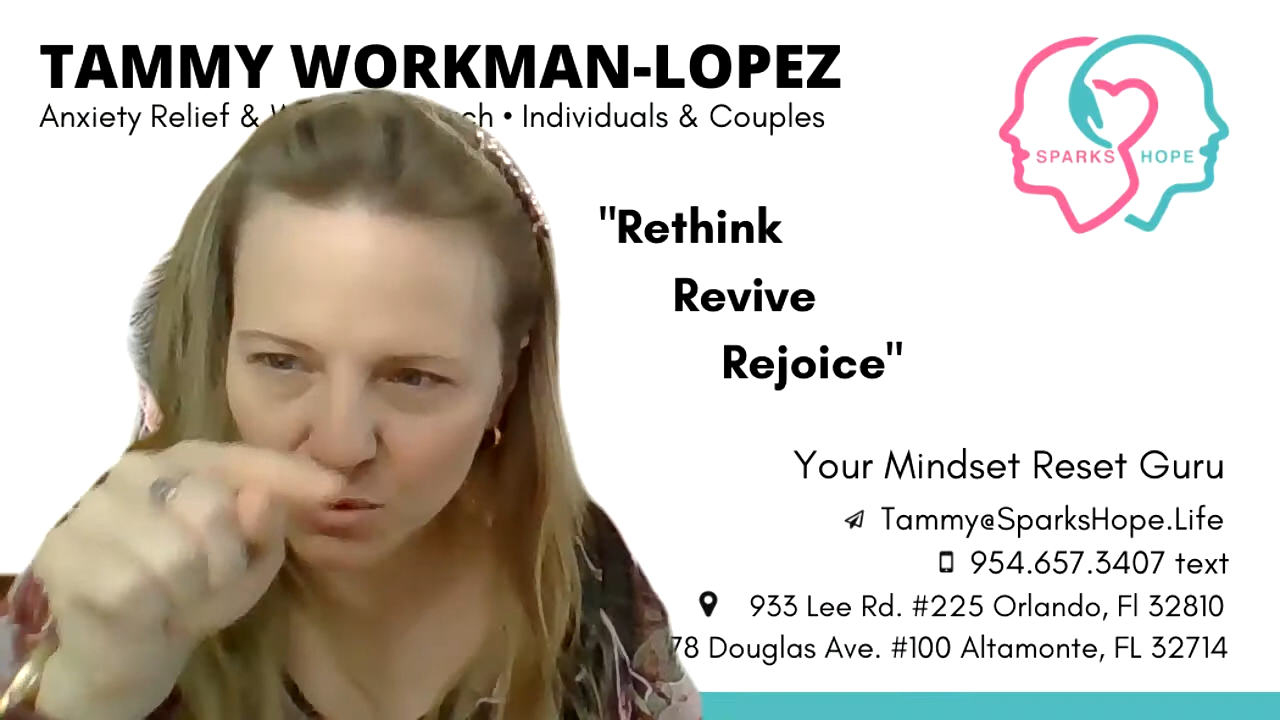 TAMMY WORKMAN-LOPEZ
Anxiety Relief & • Individuals & Couples
SPARKS HOPE
"Rethink
Revive
Rejoice"
Your Mindset Reset Guru
Tammy@SparksHope.Life
954.657.3407 text
933 Lee Rd. #225 Orlando, Fl 32810
78 Douglas Ave. #100 Altamonte, FL 32714